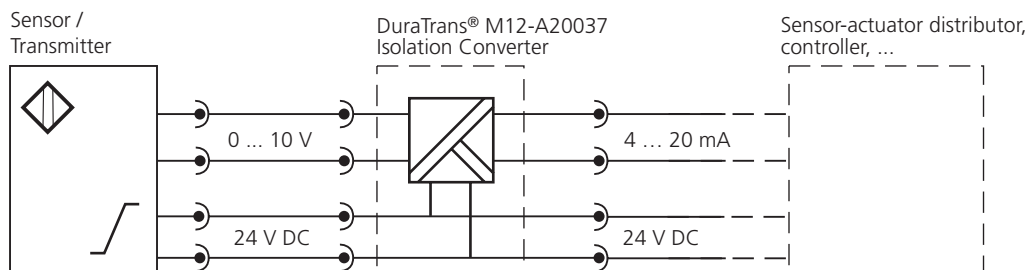 Sensor /
Transmitter
DuraTrans® M12-A20037
Isolation Converter
Sensor-actuator distributor,
controller, ...
0 ... 10 V
4 … 20 mA
24 V DC
24 V DC